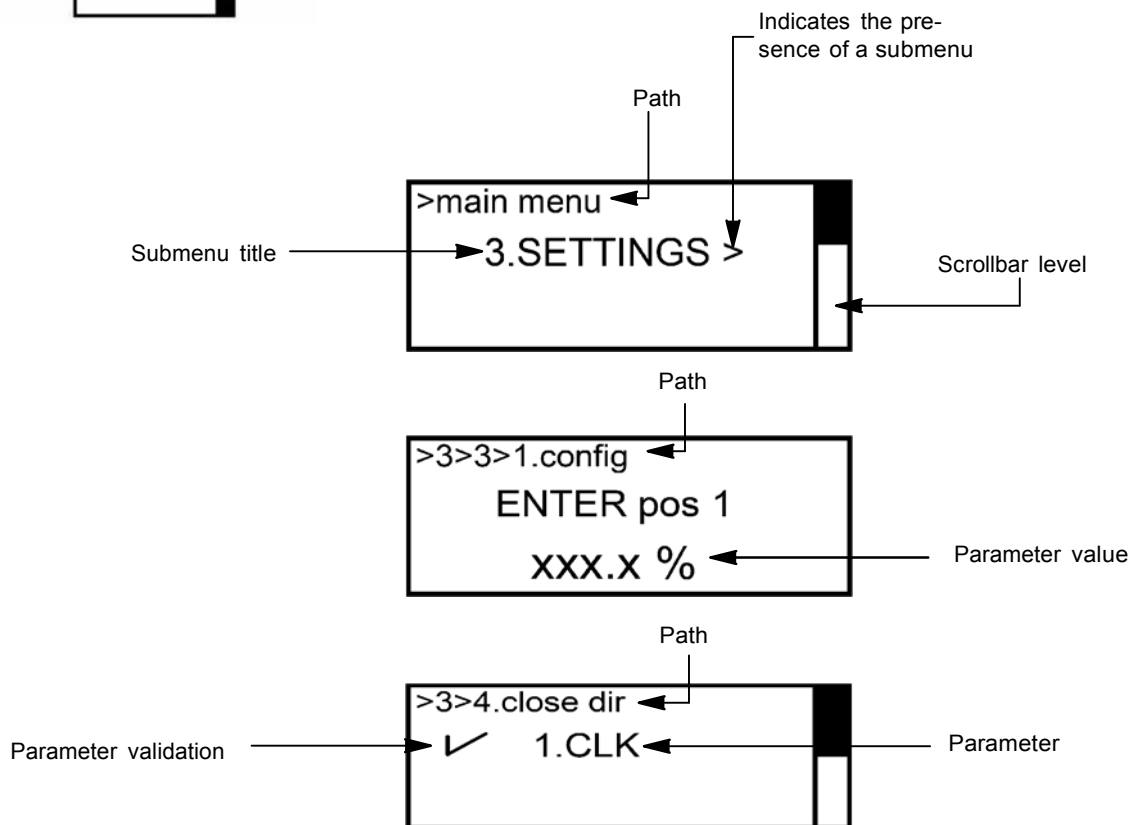 Indicates the pre-
sence of a submenu
Path
>main menu
Submenu title
3.SETTINGS >
Scrollbar level
Path
>3>3>1.config
ENTER pos 1
xxx.x %
Parameter value
Path
>3>4.close dir
Parameter validation
✓ 1.CLK
Parameter